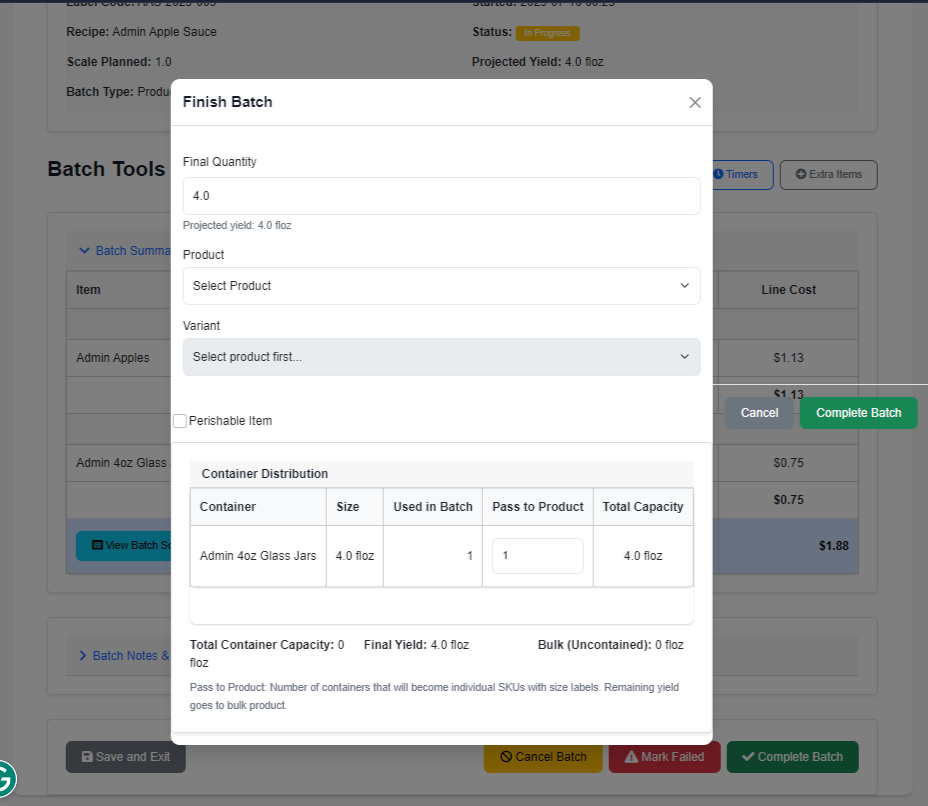 Recipe: Admin Apple Sauce
Status: In Progress
Scale Planned: 1.0
Projected Yield: 4.0 floz
Batch Type:
Finish Batch
Batch Tools
Timers
Extra Items
Final Quantity
4.0
Projected yield: 4.0 floz
Product
Select Product
Variant
Select product first...
Perishable Item
Batch
Item
Line Cost
Admin Apples
$1.13
$1.13
Cancel
Complete Batch
Admin 4oz Glass
$0.75
$0.75
View Batch
$1.88
Container Distribution
Container Size Used in Batch Pass to Product Total Capacity
Admin 4oz Glass Jars 4.0 floz 1 1 4.0 floz
Total Container Capacity: 0 floz
Final Yield: 4.0 floz
Bulk (Uncontained): 0 floz
Pass to Product: Number of containers that will become individual SKUs with size labels. Remaining yield
goes to bulk product.
Batch Notes &
Save and Exit
Cancel Batch
Mark Failed
Complete Batch